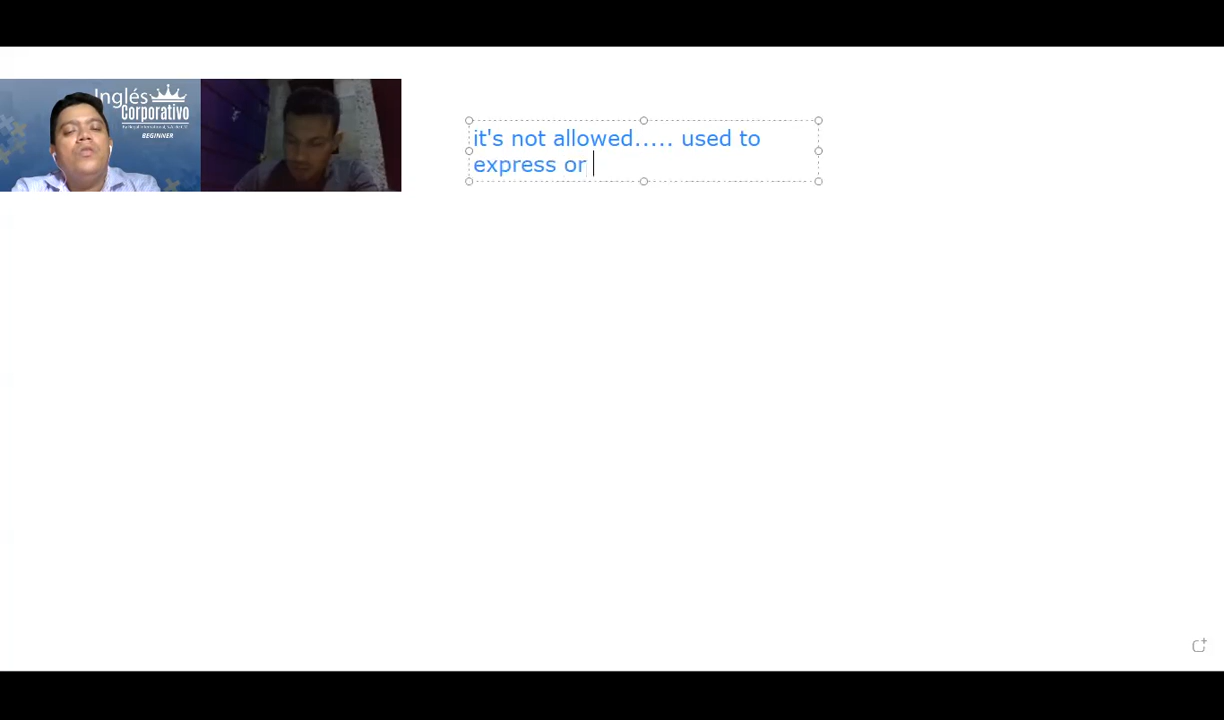 Inglés
Corporativo
BEGINNER
it's not allowed..... used to
express or